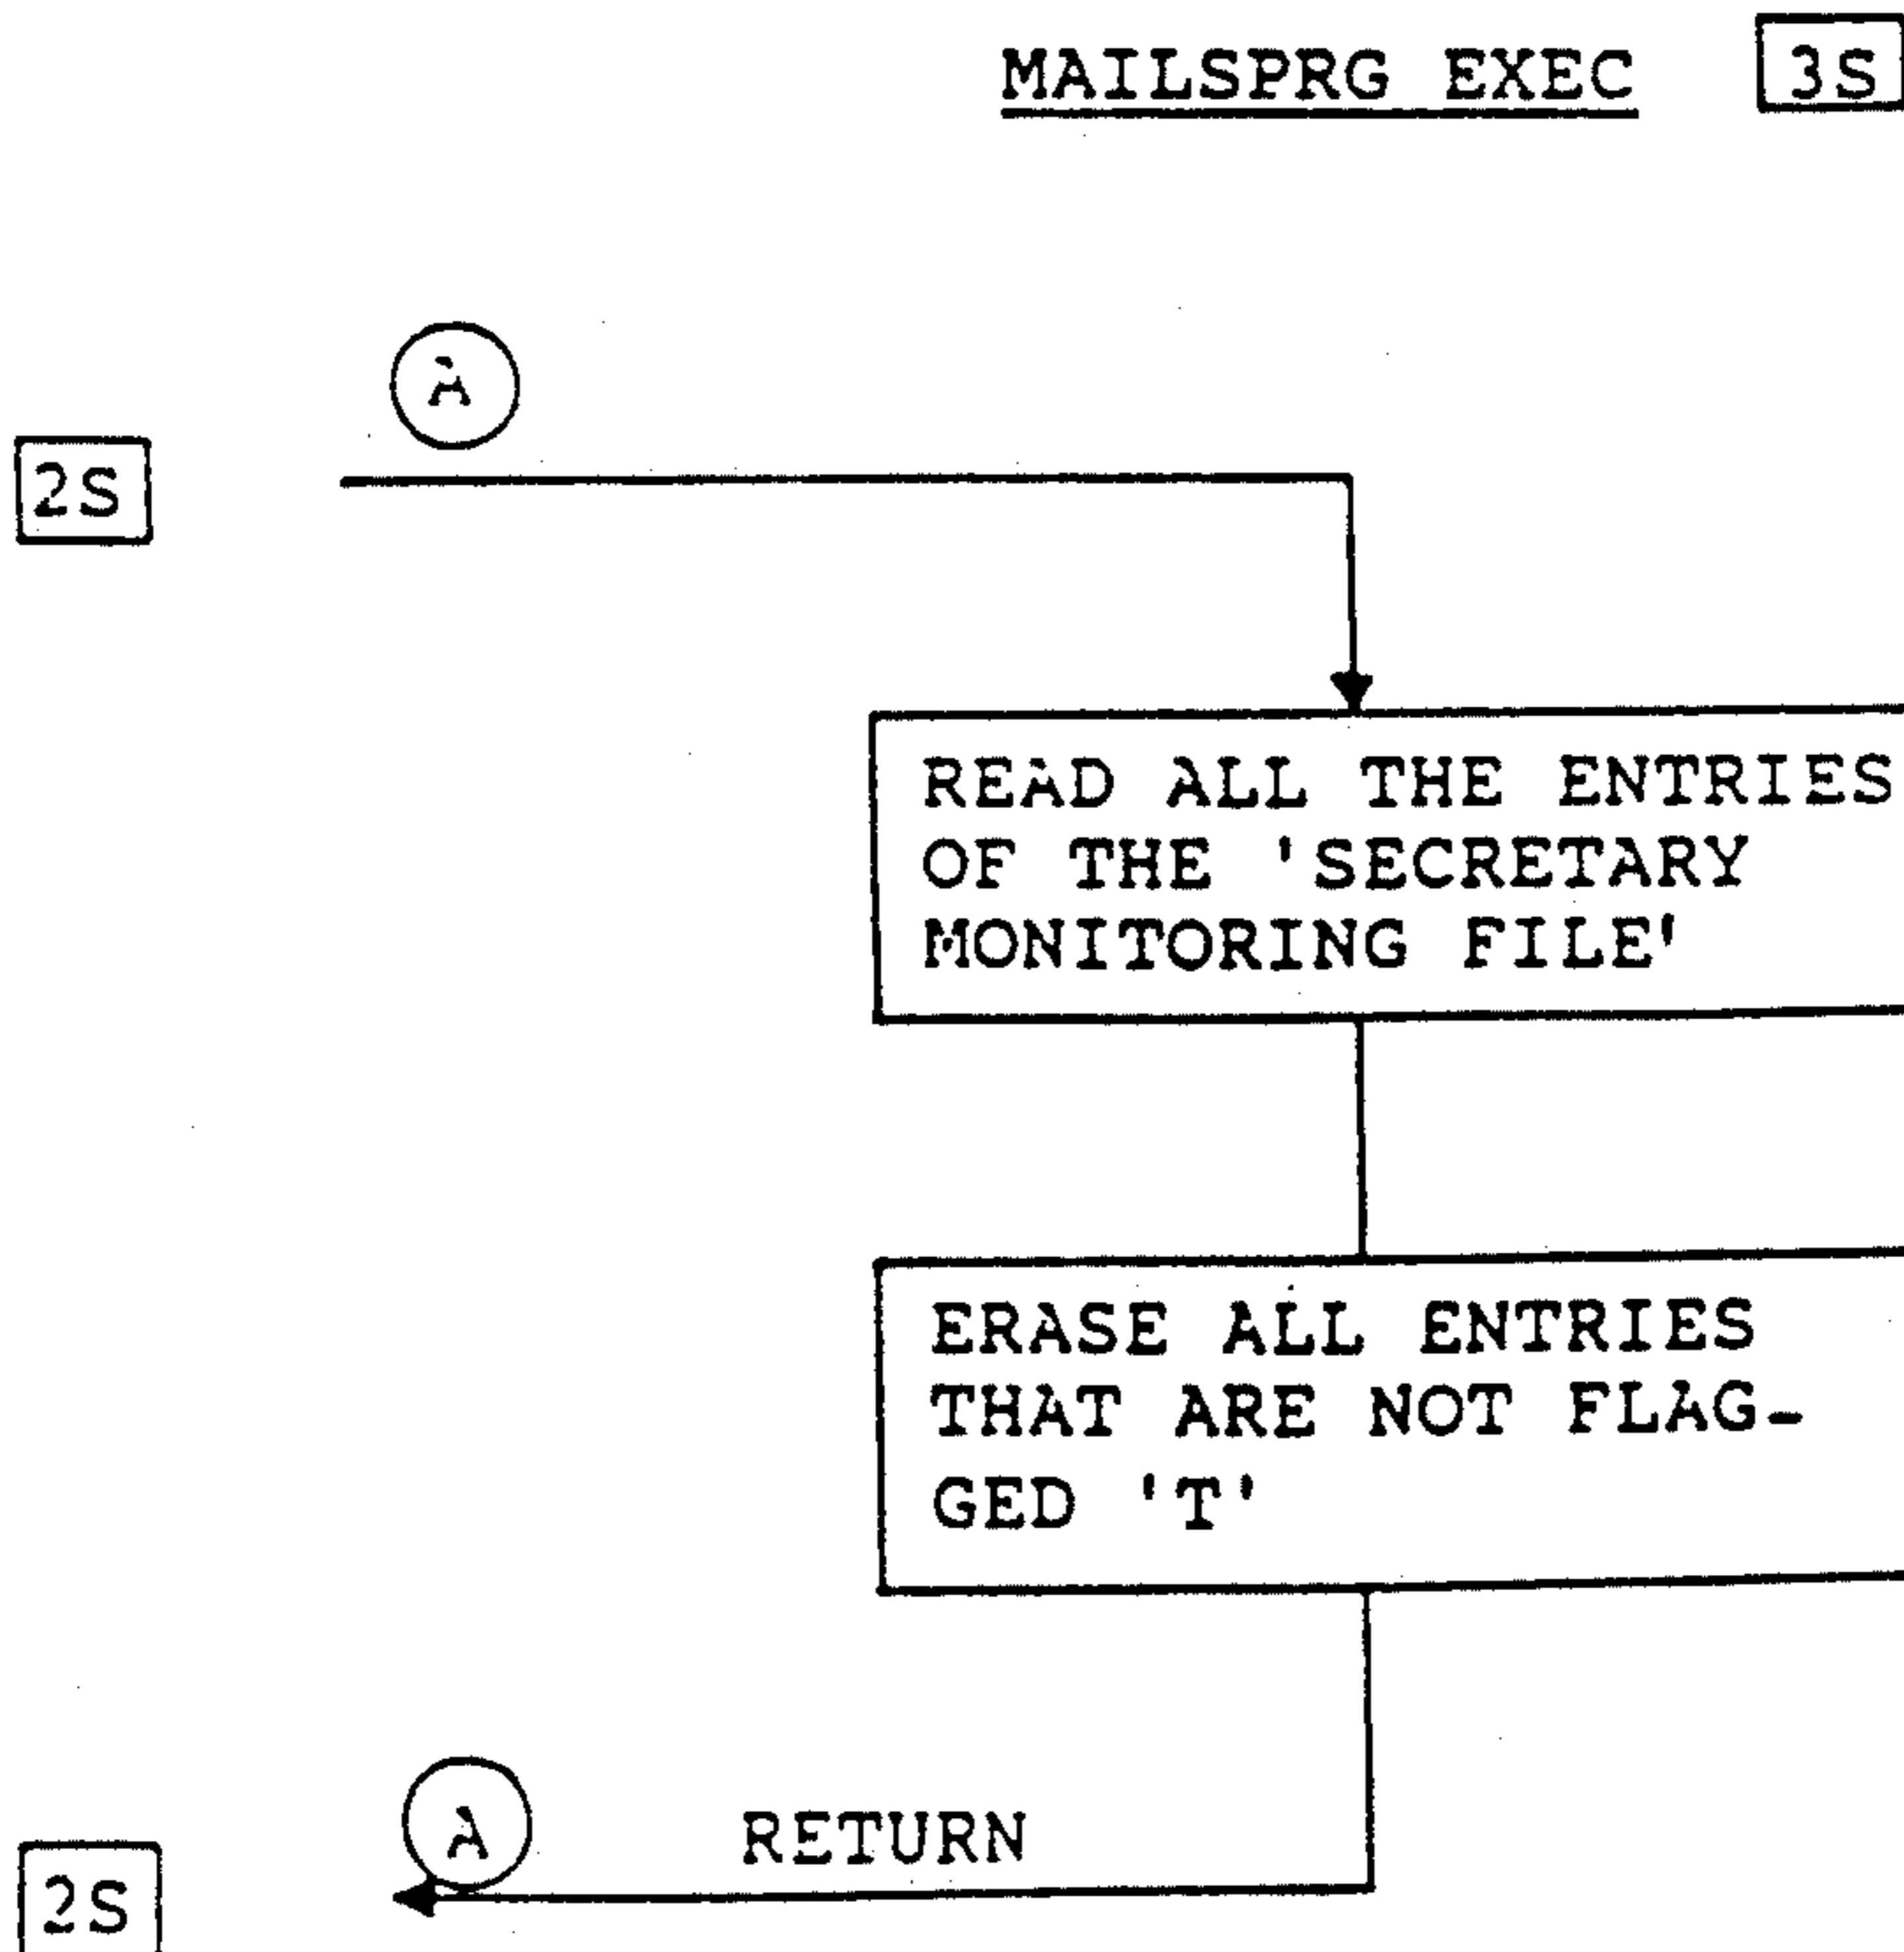 MAILSPRG EXEC 3S
A
2S
READ ALL THE ENTRIES
OF THE 'SECRETARY
MONITORING FILE'
ERASE ALL ENTRIES
THAT ARE NOT FLAG-
GED 'T'
A RETURN
2S